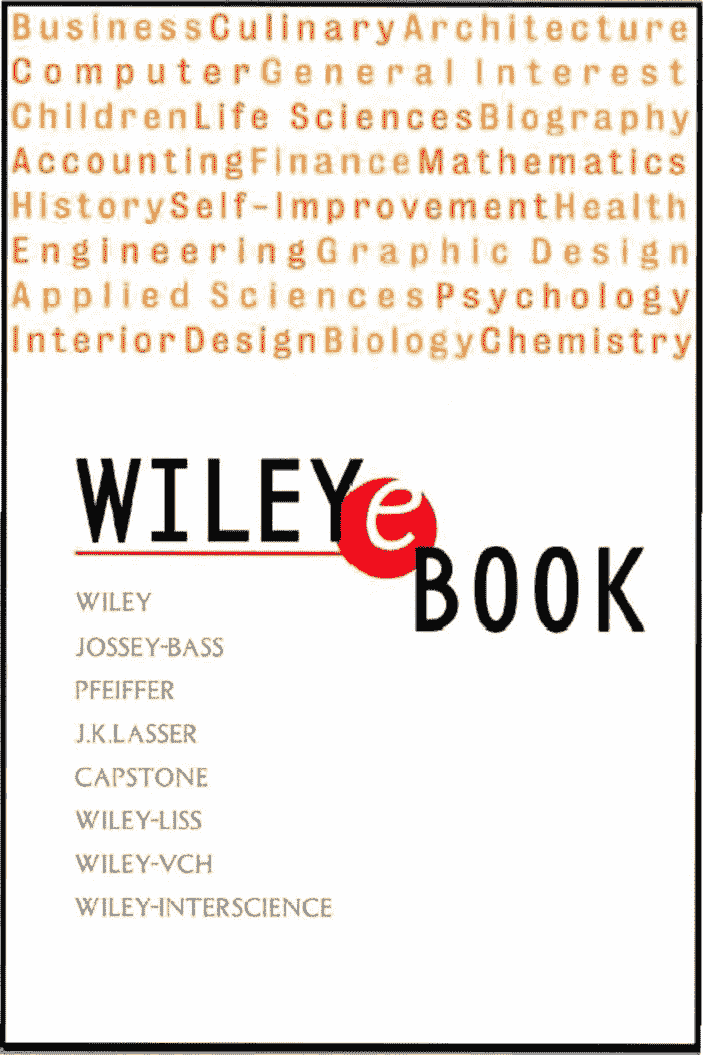 BusinessCulinaryArchitecture
ComputerGeneral Interest
ChildrenLife SciencesBiography
AccountingFinanceMathematics
HistorySelf-ImprovementHealth
EngineeringGraphic Design
Applied SciencesPsychology
InteriorDesignBiologyChemistry
WILEY e
BOOK
WILEY
JOSSEY-BASS
PFEIFFER
J.K.LASSER
CAPSTONE
WILEY-LISS
WILEY-VCH
WILEY-INTERSCIENCE